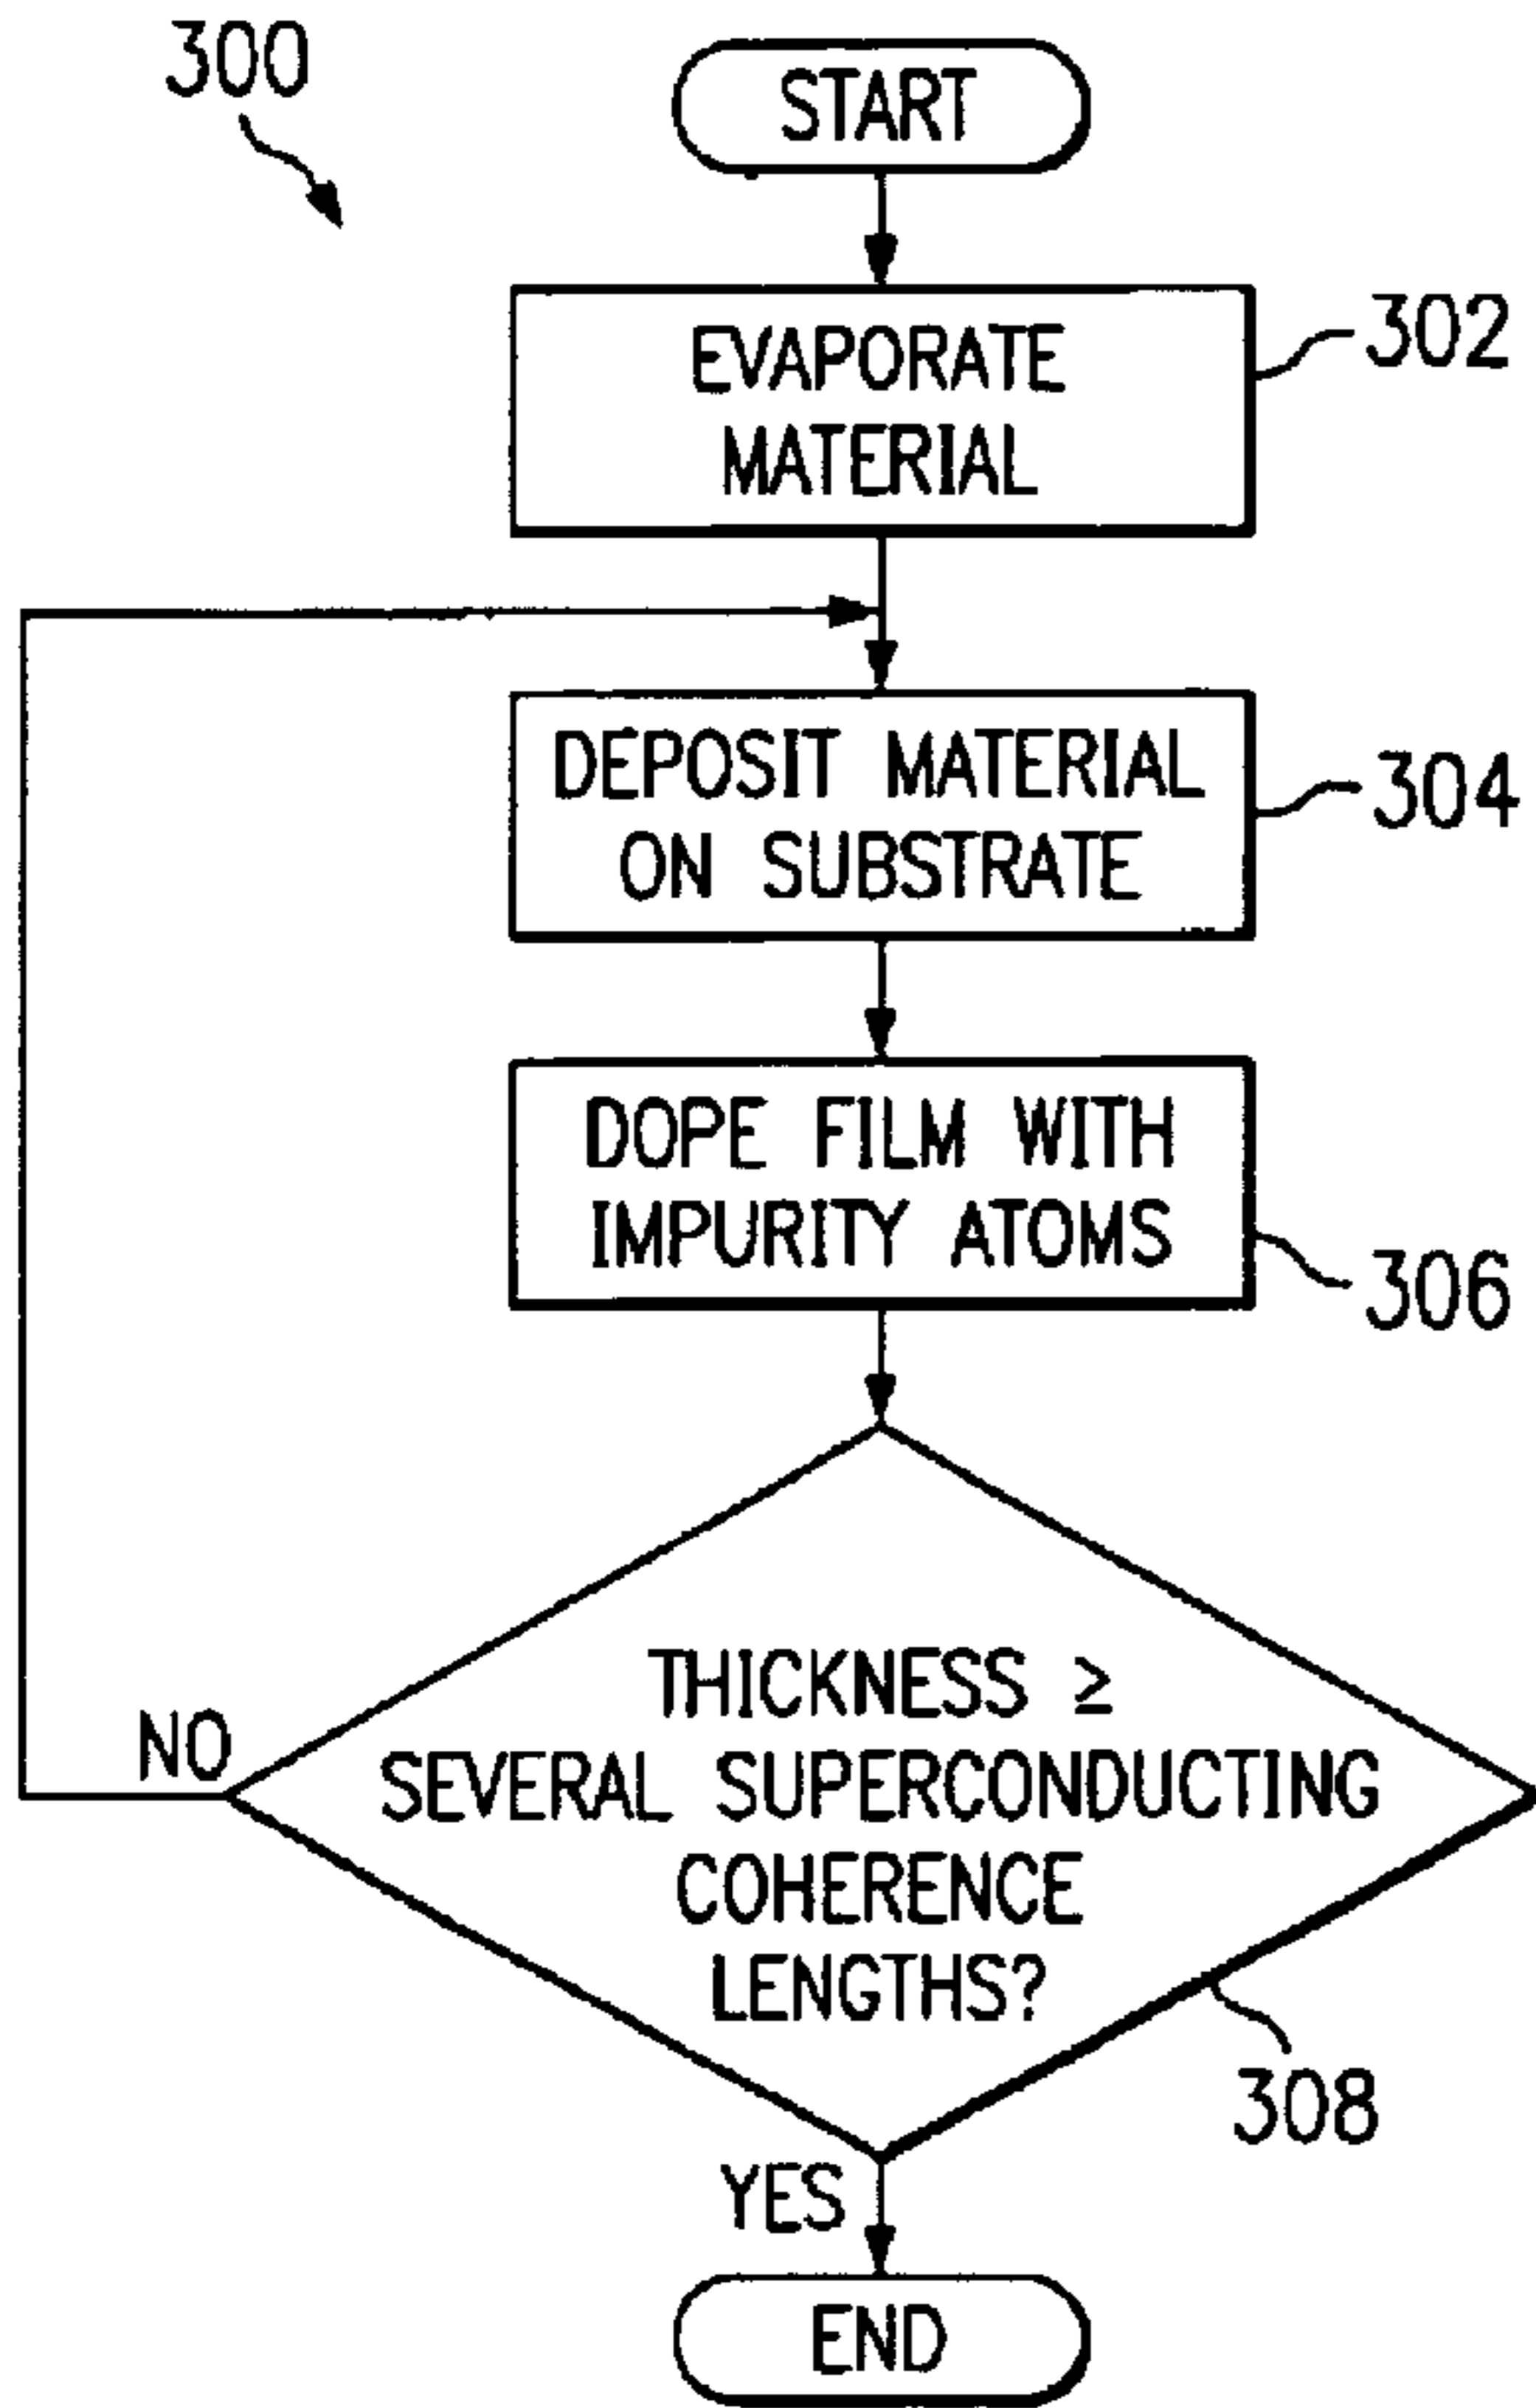 300
START
EVAPORATE
MATERIAL
302
DEPOSIT MATERIAL
ON SUBSTRATE
304
DOPE FILM WITH
IMPURITY ATOMS
306
THICKNESS ≥
SEVERAL SUPERCONDUCTING
COHERENCE
LENGTHS?
NO
308
YES
END